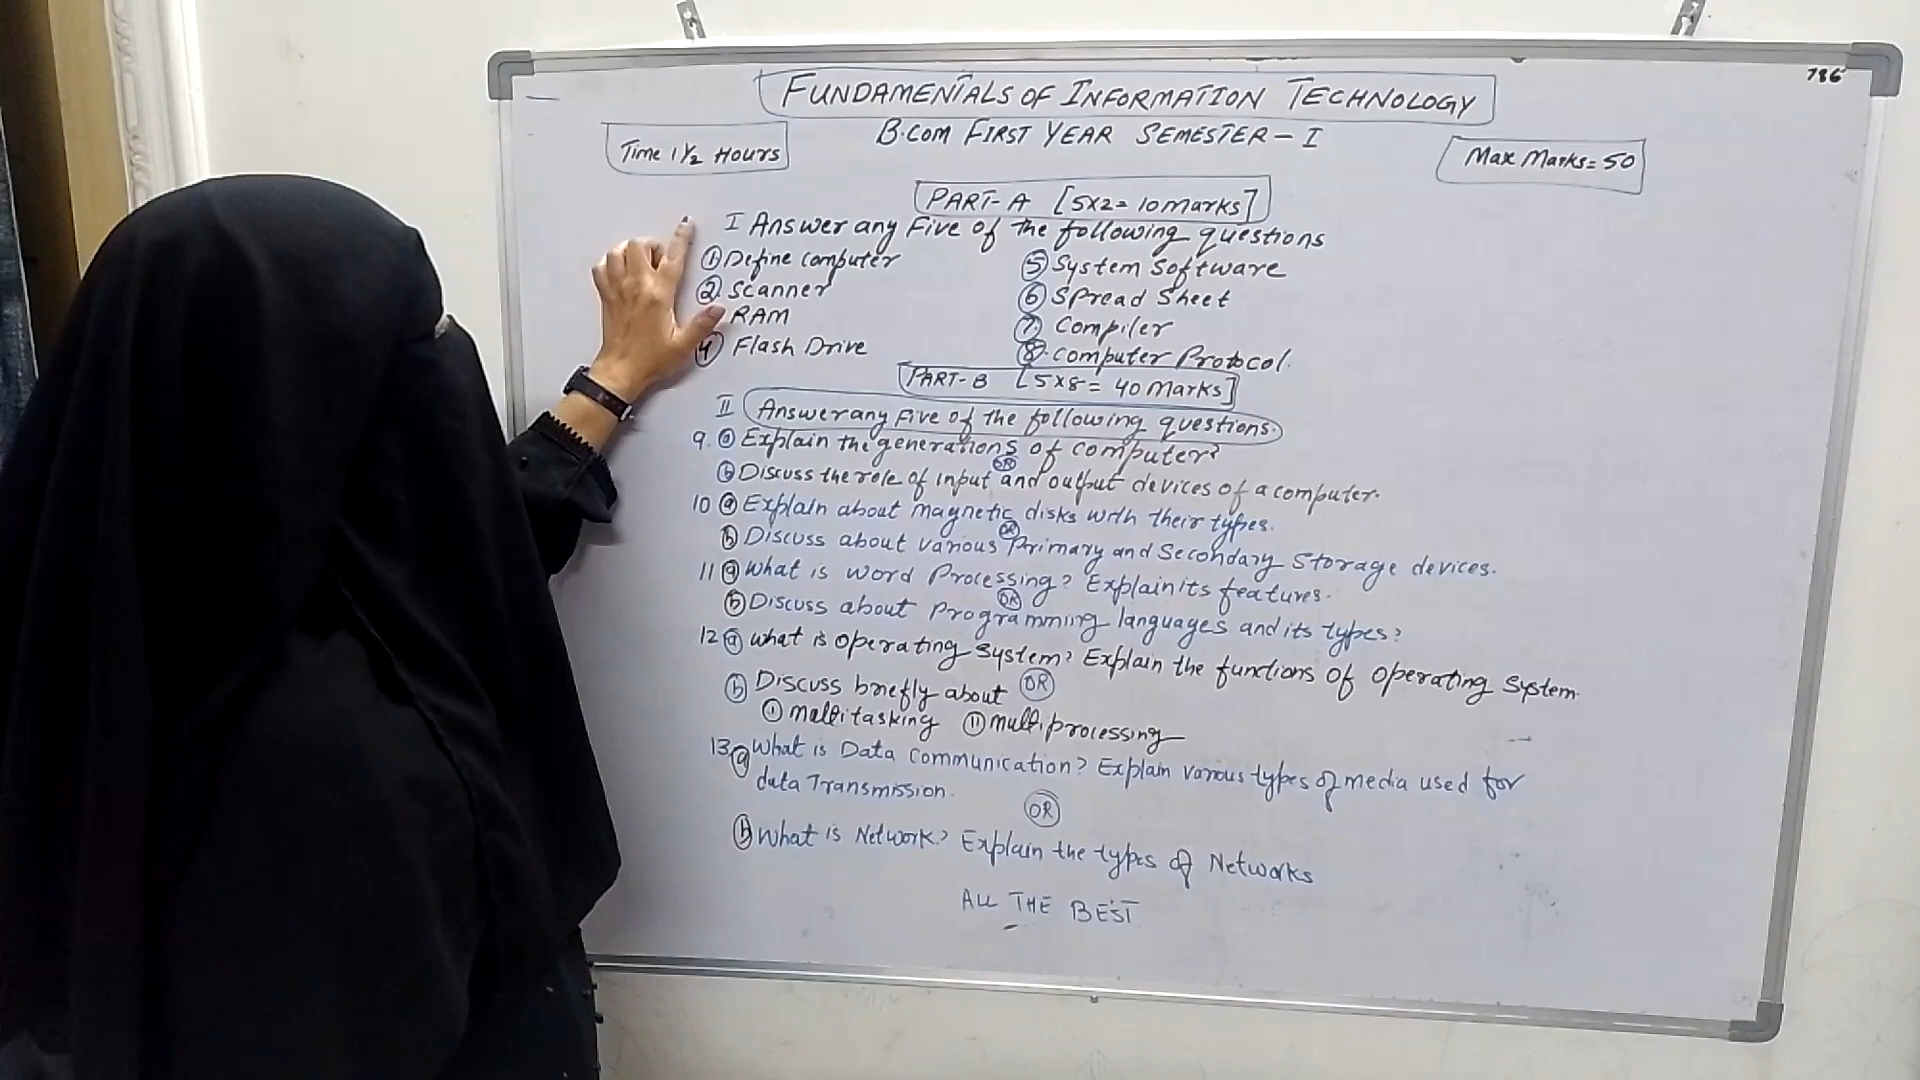 786
FUNDAMENTALS OF INFORMATION TECHNOLOGY
B.COM FIRST YEAR SEMESTER-I
Time 1 1/2 Hours
Max Marks=50
PART-A [5x2=10 Marks]
I Answer any Five of the following questions
① Define computer
② Scanner
RAM
④ Flash Drive
⑤ System Software
⑥ Spread Sheet
⑦ Compiler
⑧ Computer Protocol.
PART-B [5x8=40 Marks]
II Answer any Five of the following questions.
9. ⓐ Explain the generations of computer?
OR
ⓑ Discuss the role of input and output devices of a computer.
10 ⓐ Explain about magnetic disks with their types.
OR
ⓑ Discuss about various Primary and Secondary Storage devices.
11 ⓐ What is word Processing? Explain its features.
OR
ⓑ Discuss about Programming languages and its types?
12 ⓐ what is operating System? Explain the functions of operating System.
OR
ⓑ Discuss briefly about
ⓘ multitasking ⓘⓘ multiprocessing
13 ⓐ What is Data Communication? Explain various types of media used for
data Transmission.
OR
ⓑ What is Network? Explain the types of Networks
ALL THE BEST